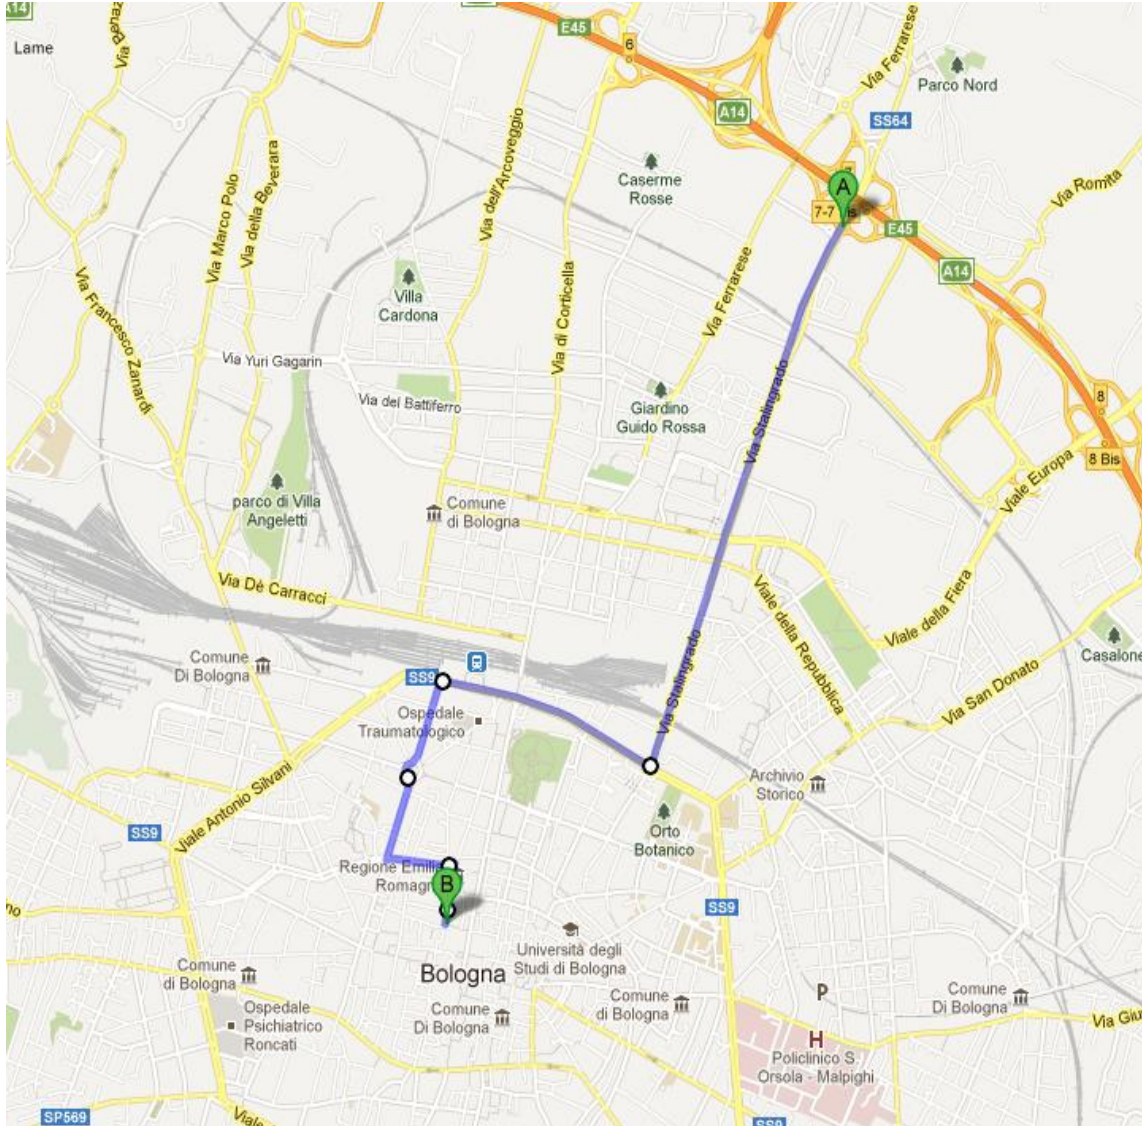 A14
E45
6
Lame
Via Ferrarese
Parco Nord
A14
SS64
Via dell'Arcoveggio
Via Marco Polo
Via della Beverara
Caserme
Rosse
Via Romita
A
7-7
E45
A14
Via Francesco Zanardi
Villa
Cardona
Via di Corticella
Via Ferrarese
Via Yuri Gagarin
Via del Battiferro
Giardino
Guido Rossa
Via Stalingrado
8
8 Bis
Viale Europa
parco di Villa
Angeletti
Comune
di Bologna
Via Dè Carracci
Viale della Repubblica
Viale della Fiera
Casalone
Comune
Di Bologna
SS9
Via Stalingrado
Via San Donato
Ospedale
Traumatologico
Archivio
Storico
Viale Antonio Silvani
SS9
Orto
Botanico
Regione Emilia
Romagn
B
SS9
Università degli
Studi di Bologna
Bologna
Comune
di Bologna
Comune
Di Bologna
Comune
di Bologna
P
Comune
Di Bologna
Ospedale
Psichiatrico
Roncati
H
Policlinico S.
Orsola - Malpighi
Via Giu
SP569
Viale
SS9